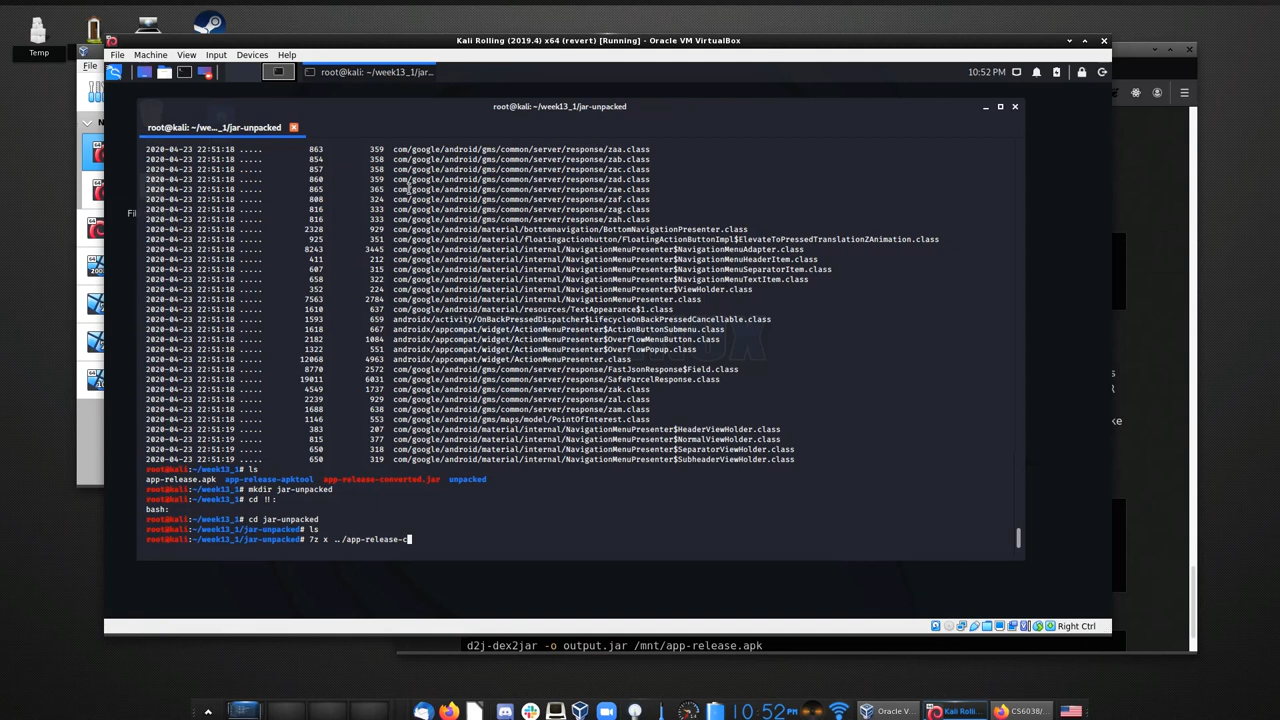 Temp
Kali Rolling (2019.4) x64 (revert) [Running] - Oracle VM VirtualBox
File Machine View Input Devices Help
root@kali: ~/week13_1/jar...
10:52 PM
root@kali: ~/week13_1/jar-unpacked
root@kali: ~/we..._1/jar-unpacked
2020-04-23 22:51:18 ..... 863 359 com/google/android/gms/common/server/response/zaa.class
2020-04-23 22:51:18 ..... 854 358 com/google/android/gms/common/server/response/zab.class
2020-04-23 22:51:18 ..... 857 358 com/google/android/gms/common/server/response/zac.class
2020-04-23 22:51:18 ..... 860 359 com/google/android/gms/common/server/response/zad.class
2020-04-23 22:51:18 ..... 865 365 com/google/android/gms/common/server/response/zae.class
2020-04-23 22:51:18 ..... 808 324 com/google/android/gms/common/server/response/zaf.class
2020-04-23 22:51:18 ..... 816 333 com/google/android/gms/common/server/response/zag.class
2020-04-23 22:51:18 ..... 816 333 com/google/android/gms/common/server/response/zah.class
2020-04-23 22:51:18 ..... 2328 929 com/google/android/material/bottomnavigation/BottomNavigationPresenter.class
2020-04-23 22:51:18 ..... 925 351 com/google/android/material/floatingactionbutton/FloatingActionButtonImpl$ElevateToPressedTranslationZAnimation.class
2020-04-23 22:51:18 ..... 8243 3445 com/google/android/material/internal/NavigationMenuPresenter$NavigationMenuAdapter.class
2020-04-23 22:51:18 ..... 411 212 com/google/android/material/internal/NavigationMenuPresenter$NavigationMenuHeaderItem.class
2020-04-23 22:51:18 ..... 607 315 com/google/android/material/internal/NavigationMenuPresenter$NavigationMenuSeparatorItem.class
2020-04-23 22:51:18 ..... 658 322 com/google/android/material/internal/NavigationMenuPresenter$NavigationMenuTextItem.class
2020-04-23 22:51:18 ..... 352 224 com/google/android/material/internal/NavigationMenuPresenter$ViewHolder.class
2020-04-23 22:51:18 ..... 7563 2784 com/google/android/material/internal/NavigationMenuPresenter.class
2020-04-23 22:51:18 ..... 1610 637 com/google/android/material/resources/TextAppearance$1.class
2020-04-23 22:51:18 ..... 1593 659 androidx/activity/OnBackPressedDispatcher$LifecycleOnBackPressedCancellable.class
2020-04-23 22:51:18 ..... 1618 667 androidx/appcompat/widget/ActionMenuPresenter$ActionButtonSubmenu.class
2020-04-23 22:51:18 ..... 2182 1084 androidx/appcompat/widget/ActionMenuPresenter$OverflowMenuButton.class
2020-04-23 22:51:18 ..... 1322 551 androidx/appcompat/widget/ActionMenuPresenter$OverflowPopup.class
2020-04-23 22:51:18 ..... 12068 4963 androidx/appcompat/widget/ActionMenuPresenter.class
2020-04-23 22:51:18 ..... 8770 2572 com/google/android/gms/common/server/response/FastJsonResponse$Field.class
2020-04-23 22:51:18 ..... 19011 6031 com/google/android/gms/common/server/response/SafeParcelResponse.class
2020-04-23 22:51:18 ..... 4549 1737 com/google/android/gms/common/server/response/zak.class
2020-04-23 22:51:18 ..... 2239 929 com/google/android/gms/common/server/response/zal.class
2020-04-23 22:51:18 ..... 1688 638 com/google/android/gms/common/server/response/zam.class
2020-04-23 22:51:18 ..... 1146 553 com/google/android/gms/maps/model/PointOfInterest.class
2020-04-23 22:51:19 ..... 383 207 com/google/android/material/internal/NavigationMenuPresenter$HeaderViewHolder.class
2020-04-23 22:51:19 ..... 815 377 com/google/android/material/internal/NavigationMenuPresenter$NormalViewHolder.class
2020-04-23 22:51:19 ..... 650 318 com/google/android/material/internal/NavigationMenuPresenter$SeparatorViewHolder.class
2020-04-23 22:51:19 ..... 650 319 com/google/android/material/internal/NavigationMenuPresenter$SubheaderViewHolder.class
root@kali:~/week13_1# ls
app-release.apk app-release-apktool app-release-converted.jar unpacked
root@kali:~/week13_1# mkdir jar-unpacked
root@kali:~/week13_1# cd !!:
bash:
root@kali:~/week13_1# cd jar-unpacked
root@kali:~/week13_1/jar-unpacked# ls
root@kali:~/week13_1/jar-unpacked# 7z x ../app-release-c
Right Ctrl
d2j-dex2jar -o output.jar /mnt/app-release.apk
10:52 PM
Oracle V...
Kali Rolli...
CS6038/...